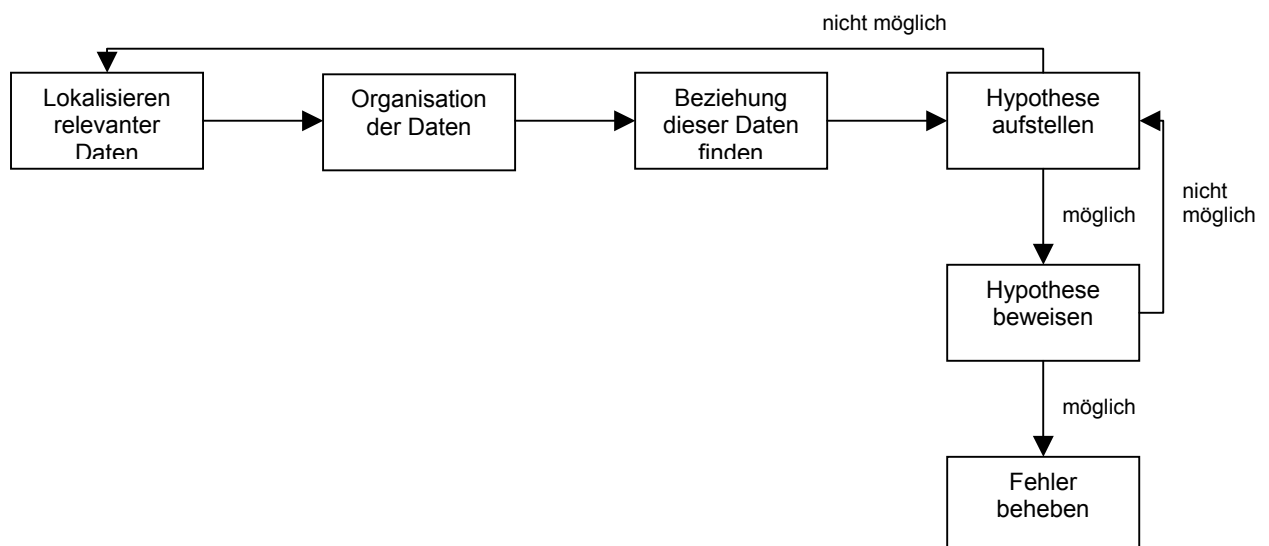 nicht möglich
Lokalisieren
relevanter
Daten
Organisation
der Daten
Beziehung
dieser Daten
finden
Hypothese
aufstellen
möglich
nicht
möglich
Hypothese
beweisen
möglich
Fehler
beheben